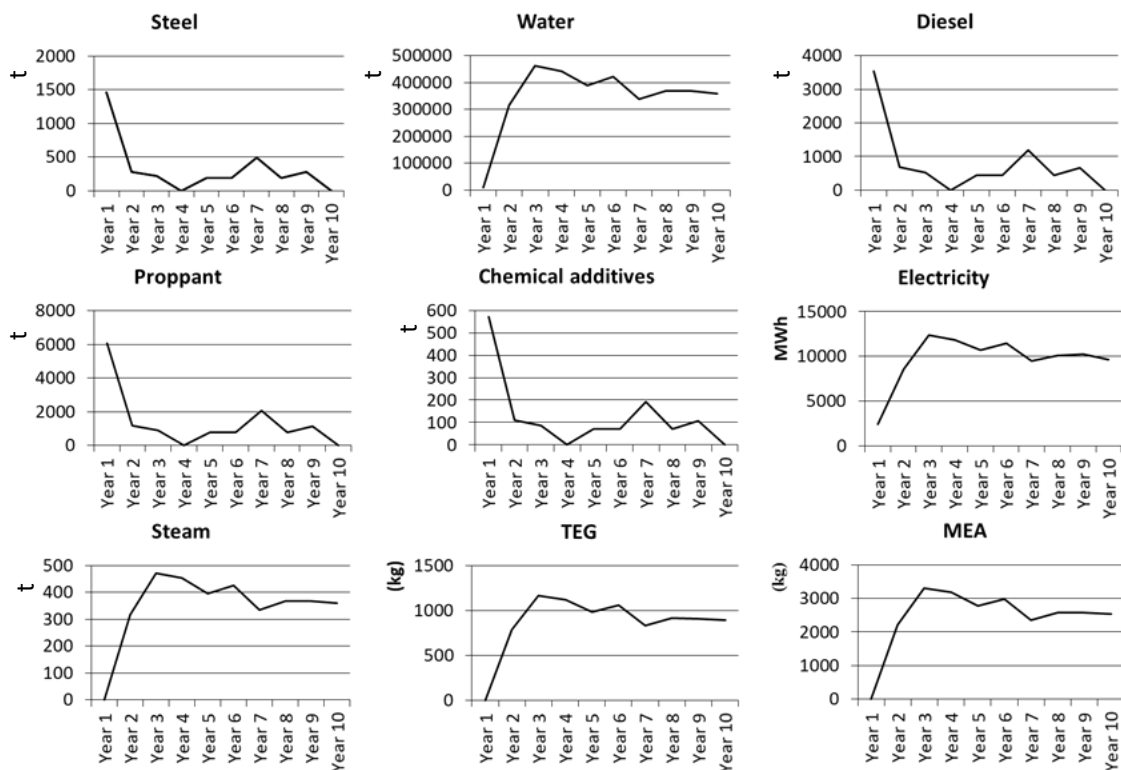 Steel
t
2000
1500
1000
500
0
Year 1
Year 2
Year 3
Year 4
Year 5
Year 6
Year 7
Year 8
Year 9
Year 10
Water
t
500000
400000
300000
200000
100000
0
Year 1
Year 2
Year 3
Year 4
Year 5
Year 6
Year 7
Year 8
Year 9
Year 10
Diesel
t
4000
3000
2000
1000
0
Year 1
Year 2
Year 3
Year 4
Year 5
Year 6
Year 7
Year 8
Year 9
Year 10
Proppant
t
8000
6000
4000
2000
0
Year 1
Year 2
Year 3
Year 4
Year 5
Year 6
Year 7
Year 8
Year 9
Year 10
Chemical additives
t
600
500
400
300
200
100
0
Year 1
Year 2
Year 3
Year 4
Year 5
Year 6
Year 7
Year 8
Year 9
Year 10
Electricity
MWh
15000
10000
5000
0
Year 1
Year 2
Year 3
Year 4
Year 5
Year 6
Year 7
Year 8
Year 9
Year 10
Steam
t
500
400
300
200
100
0
Year 1
Year 2
Year 3
Year 4
Year 5
Year 6
Year 7
Year 8
Year 9
Year 10
TEG
(kg)
1500
1000
500
0
Year 1
Year 2
Year 3
Year 4
Year 5
Year 6
Year 7
Year 8
Year 9
Year 10
MEA
(kg)
4000
3000
2000
1000
0
Year 1
Year 2
Year 3
Year 4
Year 5
Year 6
Year 7
Year 8
Year 9
Year 10